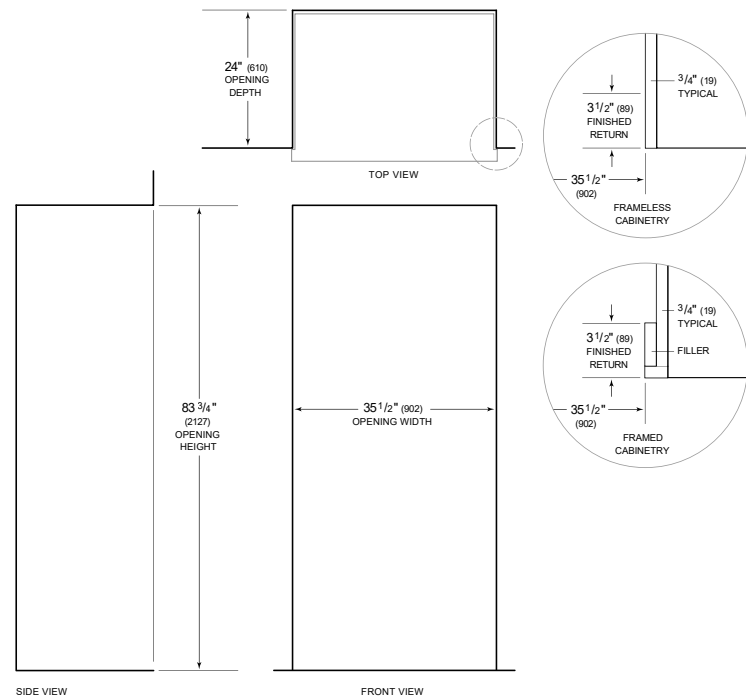 24" (610)
OPENING
DEPTH
TOP VIEW
3/4" (19)
TYPICAL
3 1/2" (89)
FINISHED
RETURN
35 1/2"
(902)
FRAMELESS
CABINETRY
3/4" (19)
TYPICAL
3 1/2" (89)
FINISHED
RETURN
FILLER
35 1/2"
(902)
FRAMED
CABINETRY
83 3/4"
(2127)
OPENING
HEIGHT
35 1/2" (902)
OPENING WIDTH
SIDE VIEW
FRONT VIEW